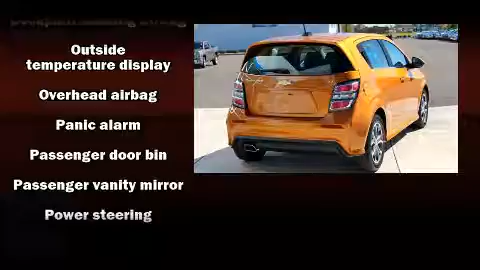 Outside
temperature display
Overhead airbag
Panic alarm
Passenger door bin
Passenger vanity mirror
Power steering